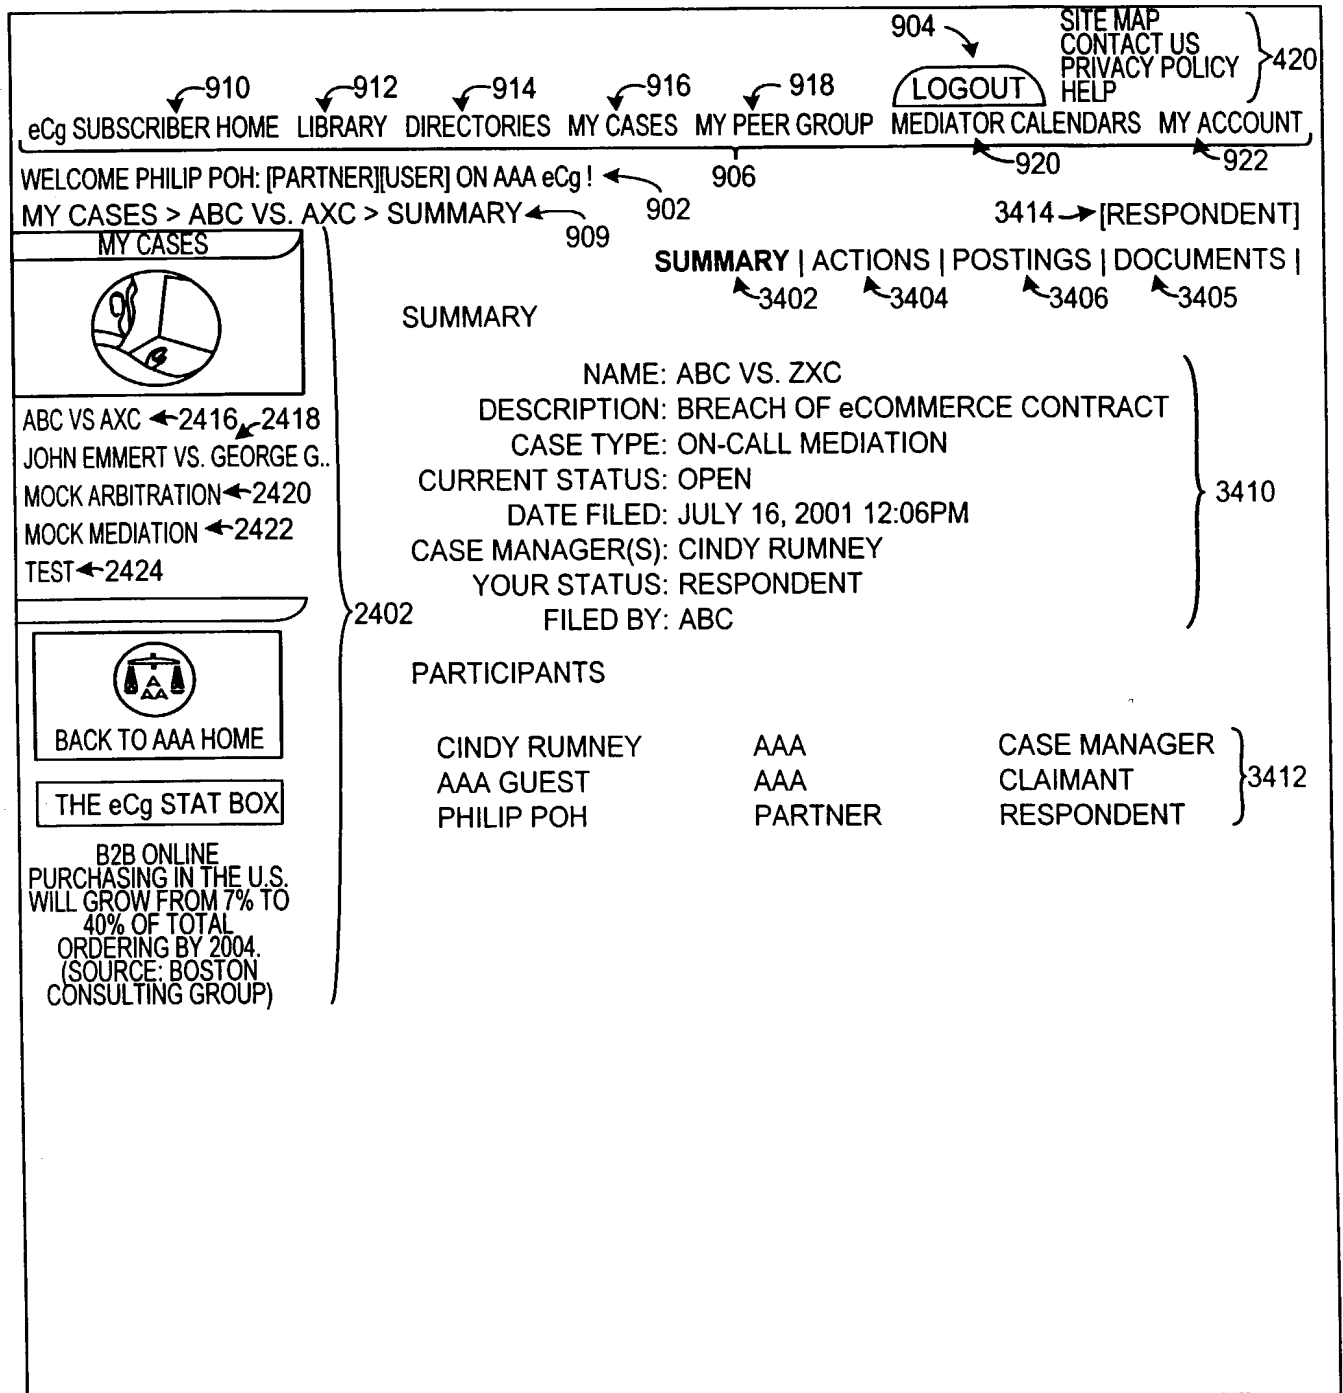 904
SITE MAP
CONTACT US
PRIVACY POLICY
HELP
420
910 912 914 916 918
LOGOUT
eCg SUBSCRIBER HOME LIBRARY DIRECTORIES MY CASES MY PEER GROUP MEDIATOR CALENDARS MY ACCOUNT
906 920 922
WELCOME PHILIP POH: [PARTNER][USER] ON AAA eCg !
902
MY CASES > ABC VS. AXC > SUMMARY
909
3414 [RESPONDENT]
MY CASES
SUMMARY | ACTIONS | POSTINGS | DOCUMENTS |
3402 3404 3406 3405
SUMMARY
NAME: ABC VS. ZXC
DESCRIPTION: BREACH OF eCOMMERCE CONTRACT
CASE TYPE: ON-CALL MEDIATION
CURRENT STATUS: OPEN
DATE FILED: JULY 16, 2001 12:06PM
CASE MANAGER(S): CINDY RUMNEY
YOUR STATUS: RESPONDENT
FILED BY: ABC
3410
ABC VS AXC 2416 2418
JOHN EMMERT VS. GEORGE G..
MOCK ARBITRATION 2420
MOCK MEDIATION 2422
TEST 2424
2402
A
AA
BACK TO AAA HOME
THE eCg STAT BOX
B2B ONLINE
PURCHASING IN THE U.S.
WILL GROW FROM 7% TO
40% OF TOTAL
ORDERING BY 2004.
(SOURCE: BOSTON
CONSULTING GROUP)
PARTICIPANTS
CINDY RUMNEY AAA CASE MANAGER
AAA GUEST AAA CLAIMANT
PHILIP POH PARTNER RESPONDENT
3412